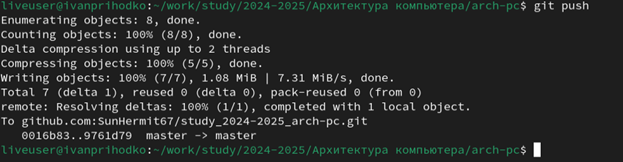 liveuser@ivanprihodko:~/work/study/2024-2025/Архитектура компьютера/arch-pc$ git push
Enumerating objects: 8, done.
Counting objects: 100% (8/8), done.
Delta compression using up to 2 threads
Compressing objects: 100% (5/5), done.
Writing objects: 100% (7/7), 1.08 MiB | 7.31 MiB/s, done.
Total 7 (delta 1), reused 0 (delta 0), pack-reused 0 (from 0)
remote: Resolving deltas: 100% (1/1), completed with 1 local object.
To github.com:SunHermit67/study_2024-2025_arch-pc.git
   0016b83..9761d79  master -> master
liveuser@ivanprihodko:~/work/study/2024-2025/Архитектура компьютера/arch-pc$